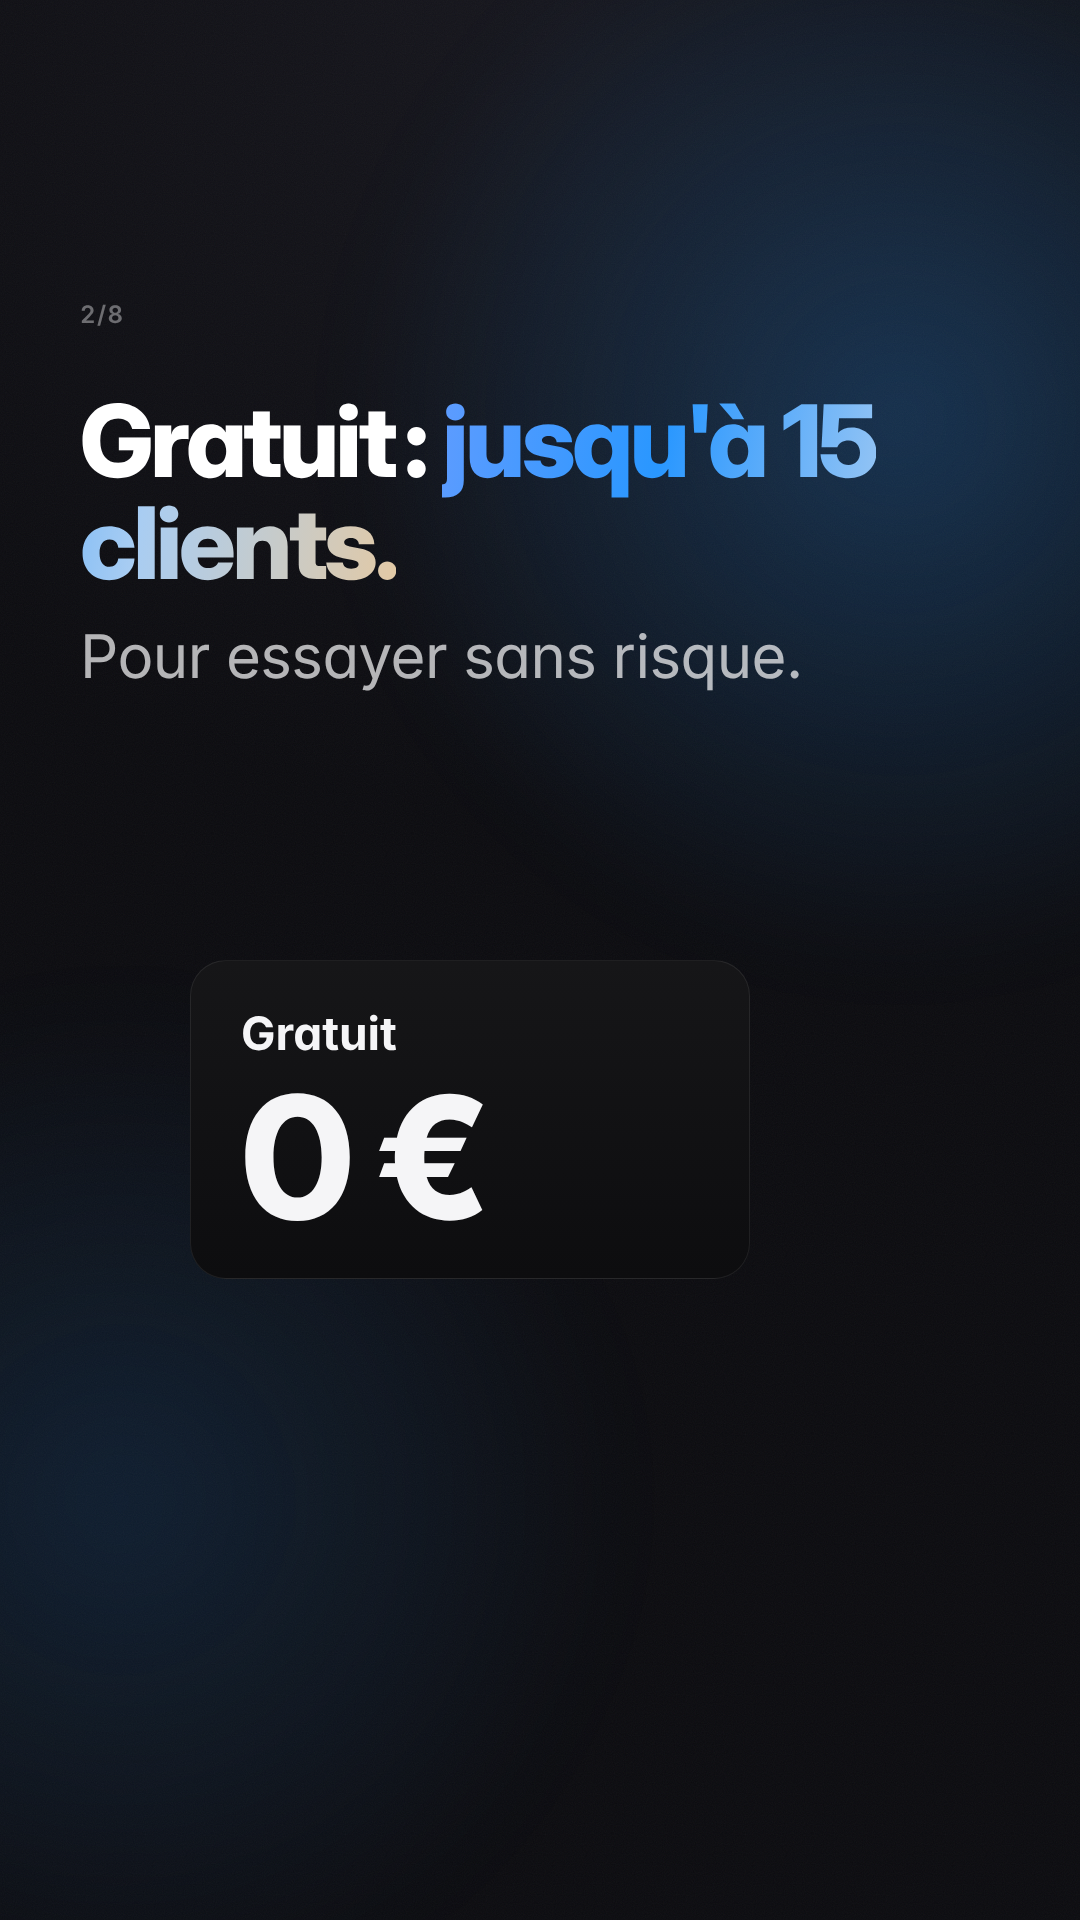 2/8
Gratuit : jusqu'à 15
clients.
Pour essayer sans risque.
Gratuit
0 €